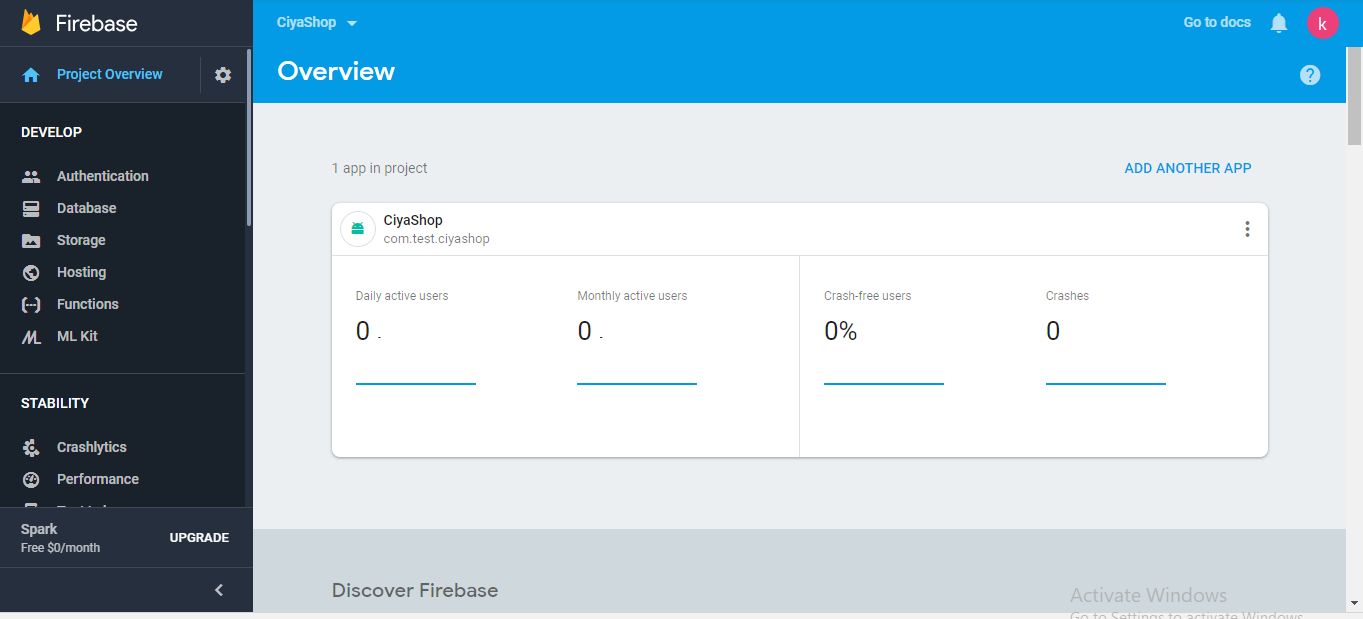 Firebase
CiyaShop
Go to docs
k
Project Overview
Overview
?
DEVELOP
Authentication
Database
Storage
Hosting
Functions
ML Kit
STABILITY
Crashlytics
Performance
Spark
Free $0/month
UPGRADE
1 app in project
ADD ANOTHER APP
CiyaShop
com.test.ciyashop
Daily active users
Monthly active users
Crash-free users
Crashes
0 -
0 -
0%
0
Discover Firebase
Activate Windows
Go to Settings to activate Windows.